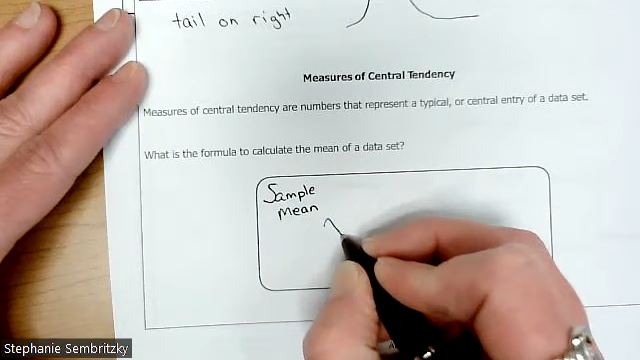 tail on right
Measures of Central Tendency
Measures of central tendency are numbers that represent a typical, or central entry of a data set.
What is the formula to calculate the mean of a data set?
Sample
mean
Stephanie Sembritzky